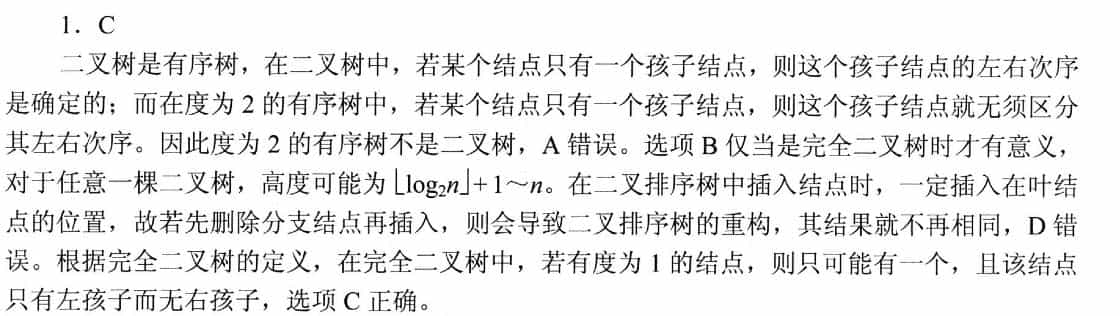 1．C
二叉树是有序树，在二叉树中，若某个结点只有一个孩子结点，则这个孩子结点的左右次序
是确定的；而在度为 2 的有序树中，若某个结点只有一个孩子结点，则这个孩子结点就无须区分
其左右次序。因此度为 2 的有序树不是二叉树，A 错误。选项 B 仅当是完全二叉树时才有意义，
对于任意一棵二叉树，高度可能为⌊log₂n⌋+1～n。在二叉排序树中插入结点时，一定插入在叶结
点的位置，故若先删除分支结点再插入，则会导致二叉排序树的重构，其结果就不再相同，D 错
误。根据完全二叉树的定义，在完全二叉树中，若有度为 1 的结点，则只可能有一个，且该结点
只有左孩子而无右孩子，选项 C 正确。